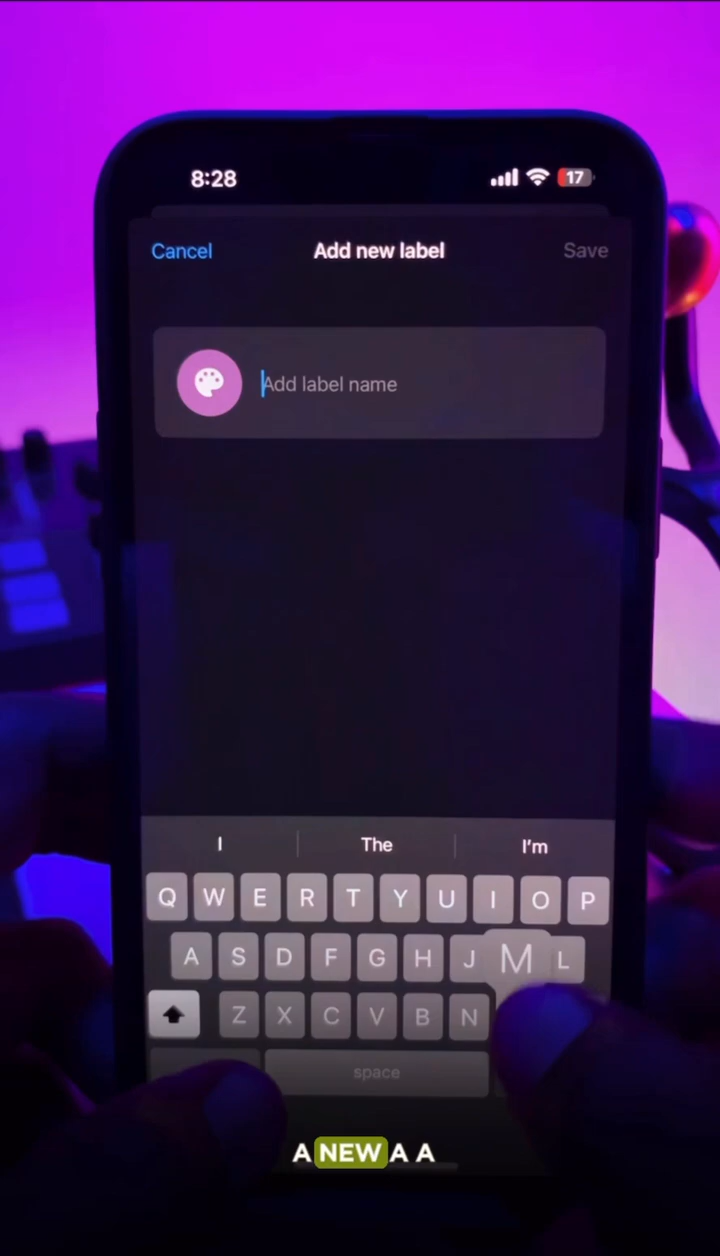 8:28 17
Cancel Add new label Save
Add label name
I The I'm
Q W E R T Y U I O P
A S D F G H J M L
Z X C V B N
space
A NEW A A